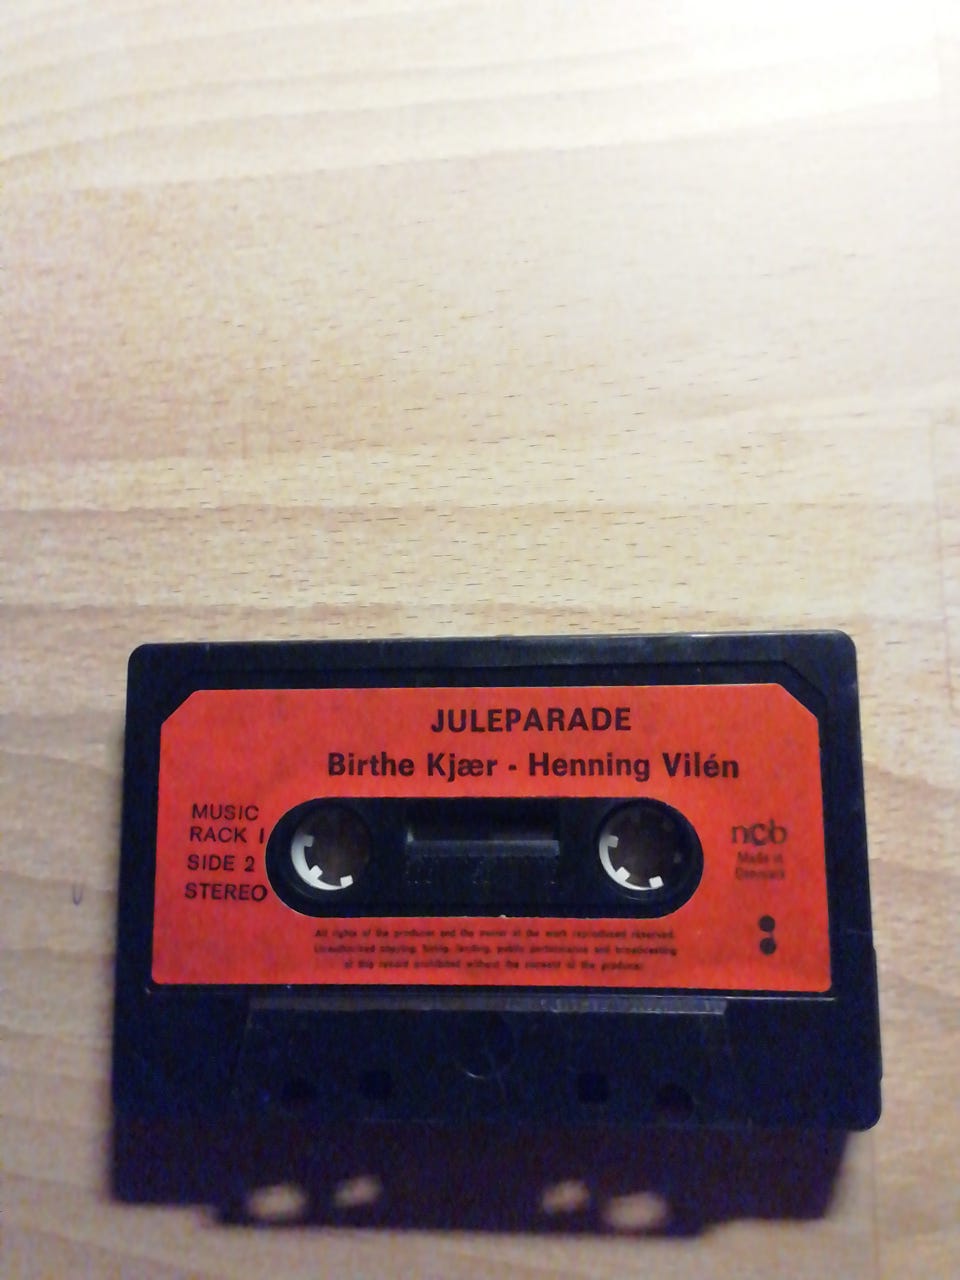 JULEPARADE
Birthe Kjær - Henning Vilén
MUSIC
RACK 1
SIDE 2
STEREO
ncb
Made in
Denmark
All rights of the producer and the owner of the work reproduced reserved.
Unauthorized copying, hiring, lending, public performance and broadcasting
of this record prohibited without the consent of the producer.